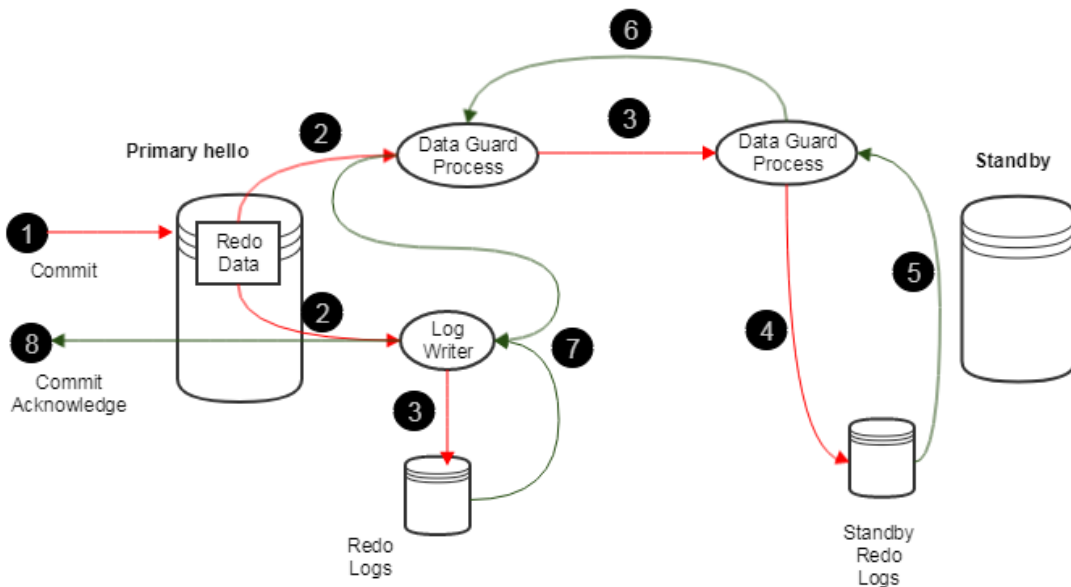 6
2
3
Data Guard
Process
Data Guard
Process
Primary hello
Standby
1
Redo
Data
Commit
5
2
Log
Writer
4
8
7
Commit
Acknowledge
3
Redo
Logs
Standby
Redo
Logs